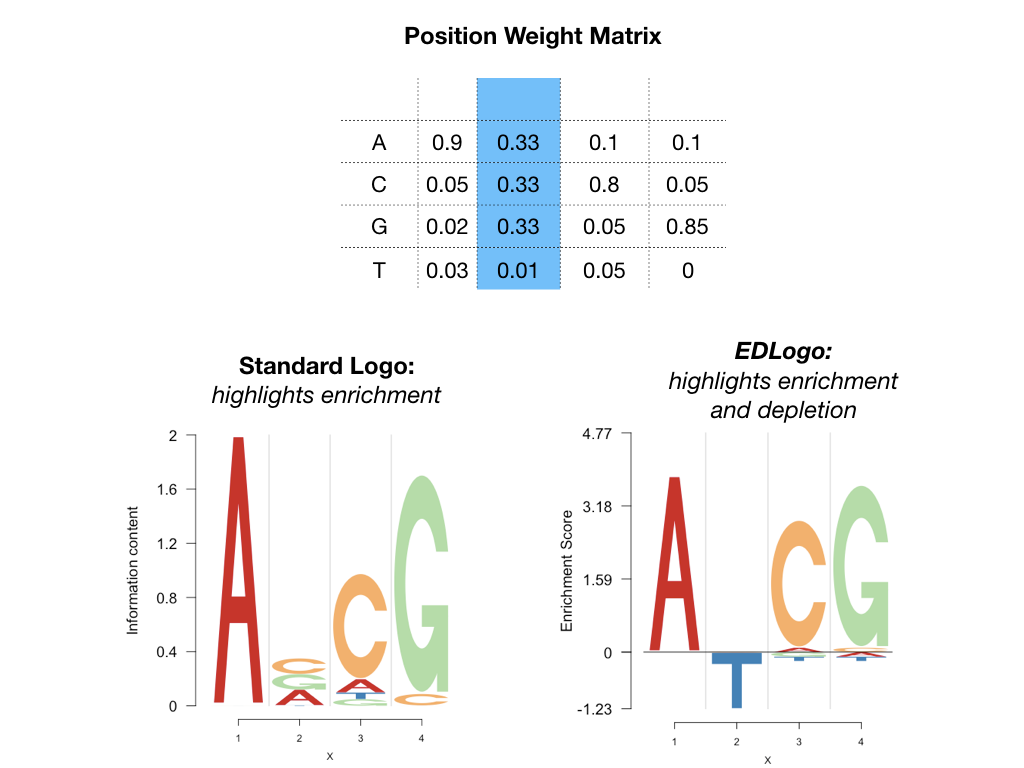 Position Weight Matrix
A 0.9 0.33 0.1 0.1
C 0.05 0.33 0.8 0.05
G 0.02 0.33 0.05 0.85
T 0.03 0.01 0.05 0
Standard Logo:
highlights enrichment
Information content
2
1.6
1.2
0.8
0.4
0
A
C
G
A
C
A
T
G
G
C
1 2 3 4
X
EDLogo:
highlights enrichment
and depletion
Enrichment Score
4.77
3.18
1.59
0
-1.23
A
T
C
A
G
T
G
C
A
T
1 2 3 4
X